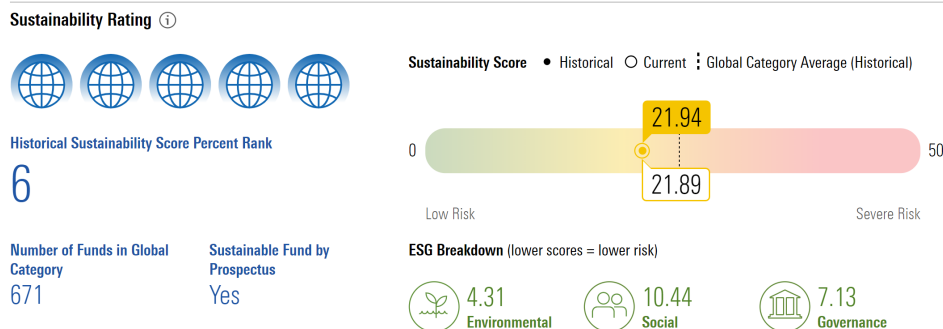 Sustainability Rating
Sustainability Score Historical Current Global Category Average (Historical)
Historical Sustainability Score Percent Rank
6
21.94
0
50
21.89
Low Risk
Severe Risk
Number of Funds in Global
Category
671
Sustainable Fund by
Prospectus
Yes
ESG Breakdown (lower scores = lower risk)
4.31
Environmental
10.44
Social
7.13
Governance